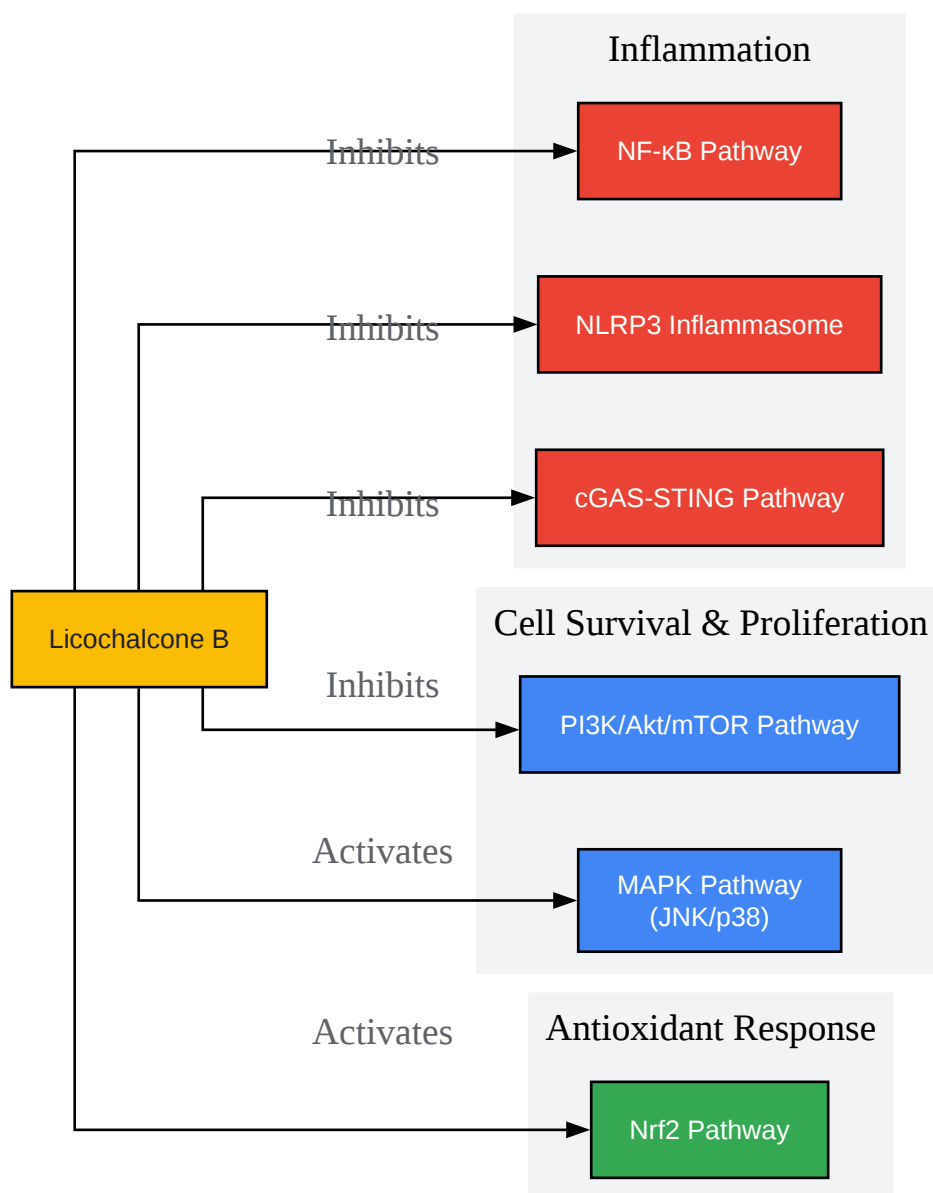 Inflammation
Inhibits
NF-κB Pathway
Inhibits
NLRP3 Inflammasome
Inhibits
cGAS-STING Pathway
Licochalcone B
Cell Survival & Proliferation
Inhibits
PI3K/Akt/mTOR Pathway
Activates
MAPK Pathway
(JNK/p38)
Activates
Antioxidant Response
Nrf2 Pathway